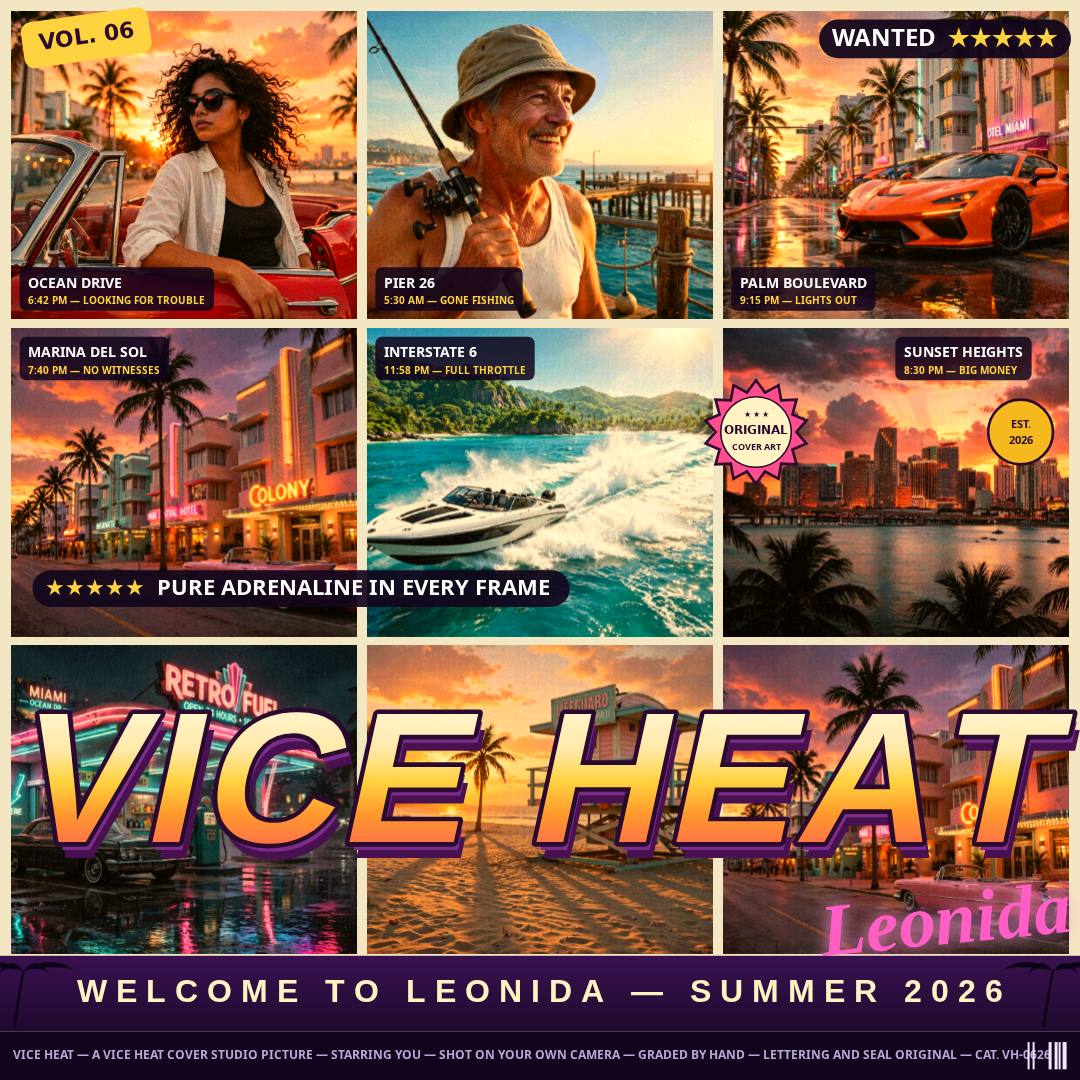 VOL. 06
WANTED ★★★★★
OTEL MIAMI
OCEAN DRIVE
6:42 PM — LOOKING FOR TROUBLE
PIER 26
5:30 AM — GONE FISHING
PALM BOULEVARD
9:15 PM — LIGHTS OUT
MARINA DEL SOL
7:40 PM — NO WITNESSES
INTERSTATE 6
11:58 PM — FULL THROTTLE
SUNSET HEIGHTS
8:30 PM — BIG MONEY
★ ★ ★
ORIGINAL
COVER ART
EST.
2026
COLONY
★★★★★ PURE ADRENALINE IN EVERY FRAME
MIAMI
OCEAN DR
RETRO FUEL
VICE HEAT
Leonida
WELCOME TO LEONIDA — SUMMER 2026
VICE HEAT — A VICE HEAT COVER STUDIO PICTURE — STARRING YOU — SHOT ON YOUR OWN CAMERA — GRADED BY HAND — LETTERING AND SEAL ORIGINAL — CAT. VH-0626